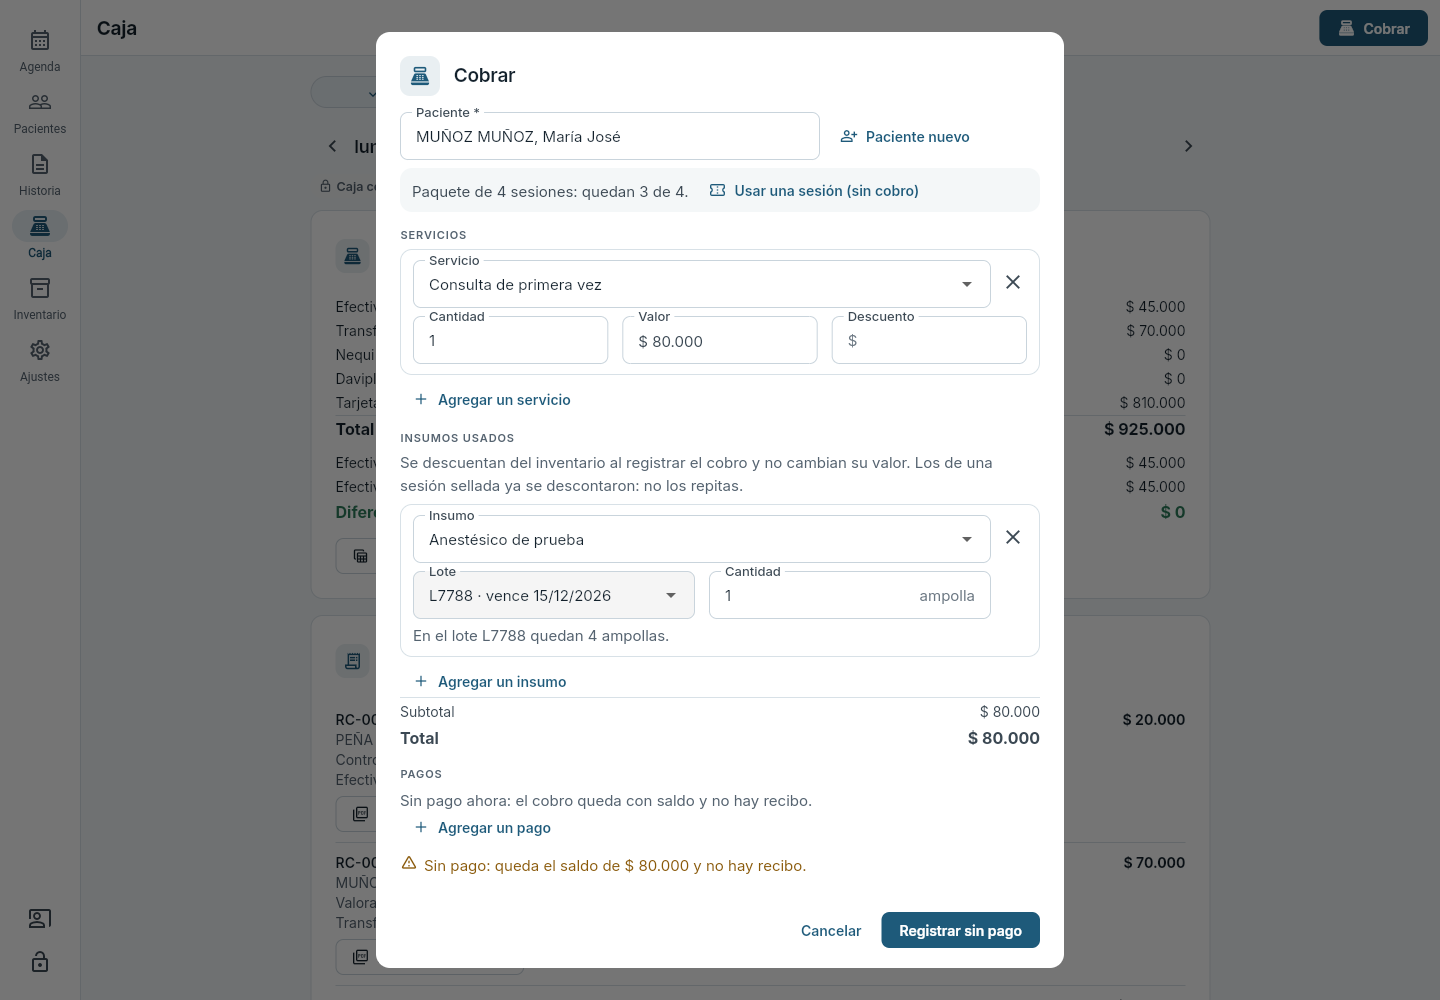 Caja
Cobrar
Agenda
Pacientes
Historia
Caja
Inventario
Ajustes
Cobrar
Paciente *
MUÑOZ MUÑOZ, María José
Paciente nuevo
Paquete de 4 sesiones: quedan 3 de 4.
Usar una sesión (sin cobro)
SERVICIOS
Servicio
Consulta de primera vez
Cantidad
1
Valor
$ 80.000
Descuento
$
Agregar un servicio
INSUMOS USADOS
Se descuentan del inventario al registrar el cobro y no cambian su valor. Los de una
sesión sellada ya se descontaron: no los repitas.
Insumo
Anestésico de prueba
Lote
L7788 · vence 15/12/2026
Cantidad
1 ampolla
En el lote L7788 quedan 4 ampollas.
Agregar un insumo
Subtotal $ 80.000
Total $ 80.000
PAGOS
Sin pago ahora: el cobro queda con saldo y no hay recibo.
Agregar un pago
Sin pago: queda el saldo de $ 80.000 y no hay recibo.
Cancelar
Registrar sin pago
Caja
$ 45.000
$ 70.000
Nequi $ 0
$ 0
$ 810.000
Total $ 925.000
$ 45.000
$ 45.000
$ 0
$ 20.000
PEÑA
$ 70.000